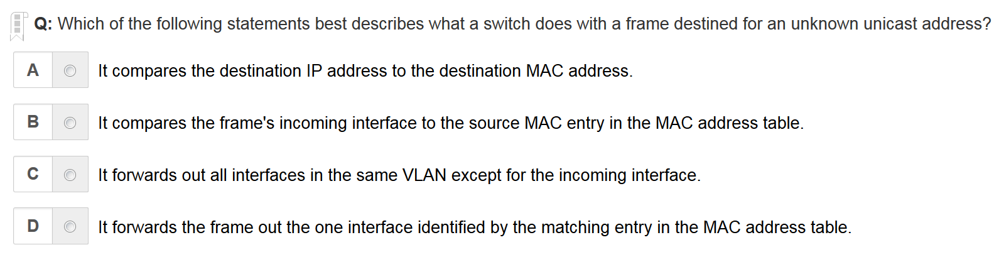 Q: Which of the following statements best describes what a switch does with a frame destined for an unknown unicast address?
A It compares the destination IP address to the destination MAC address.
B It compares the frame's incoming interface to the source MAC entry in the MAC address table.
C It forwards out all interfaces in the same VLAN except for the incoming interface.
D It forwards the frame out the one interface identified by the matching entry in the MAC address table.